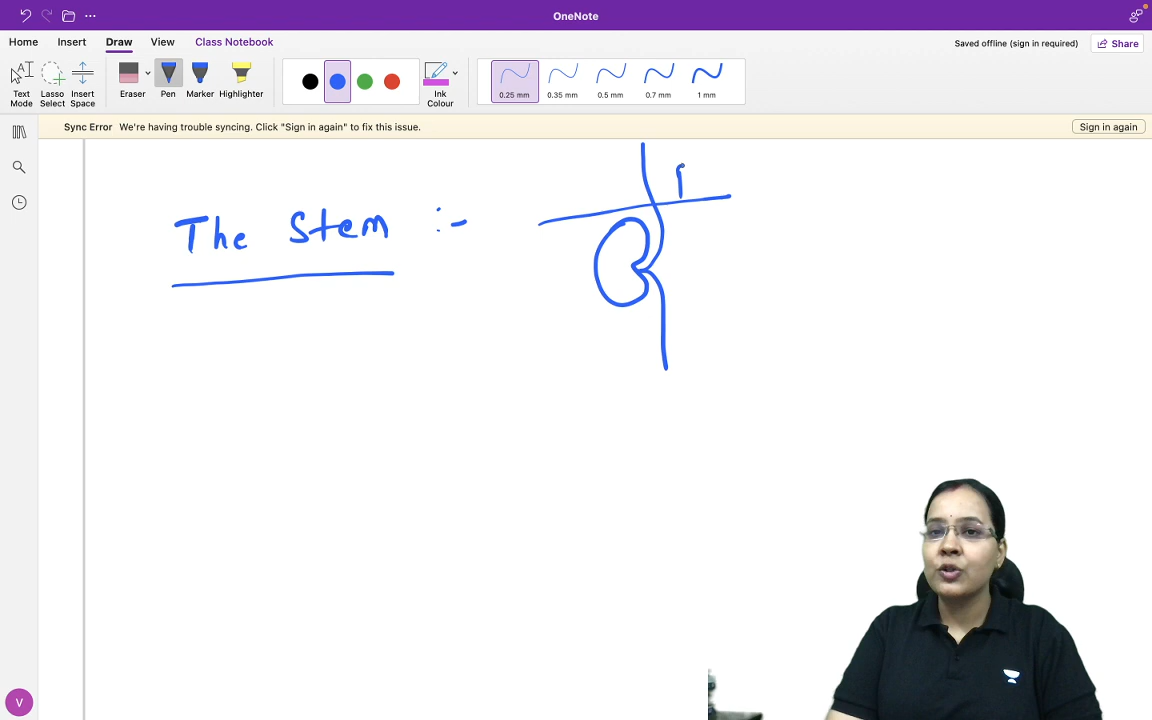 OneNote
Home Insert Draw View Class Notebook
Saved offline (sign in required) Share
Text Mode
Lasso Select
Insert Space
Eraser
Pen
Marker
Highlighter
Ink Colour
0.25 mm 0.35 mm 0.5 mm 0.7 mm 1 mm
Sync Error We're having trouble syncing. Click "Sign in again" to fix this issue. Sign in again
The Stem :-
V